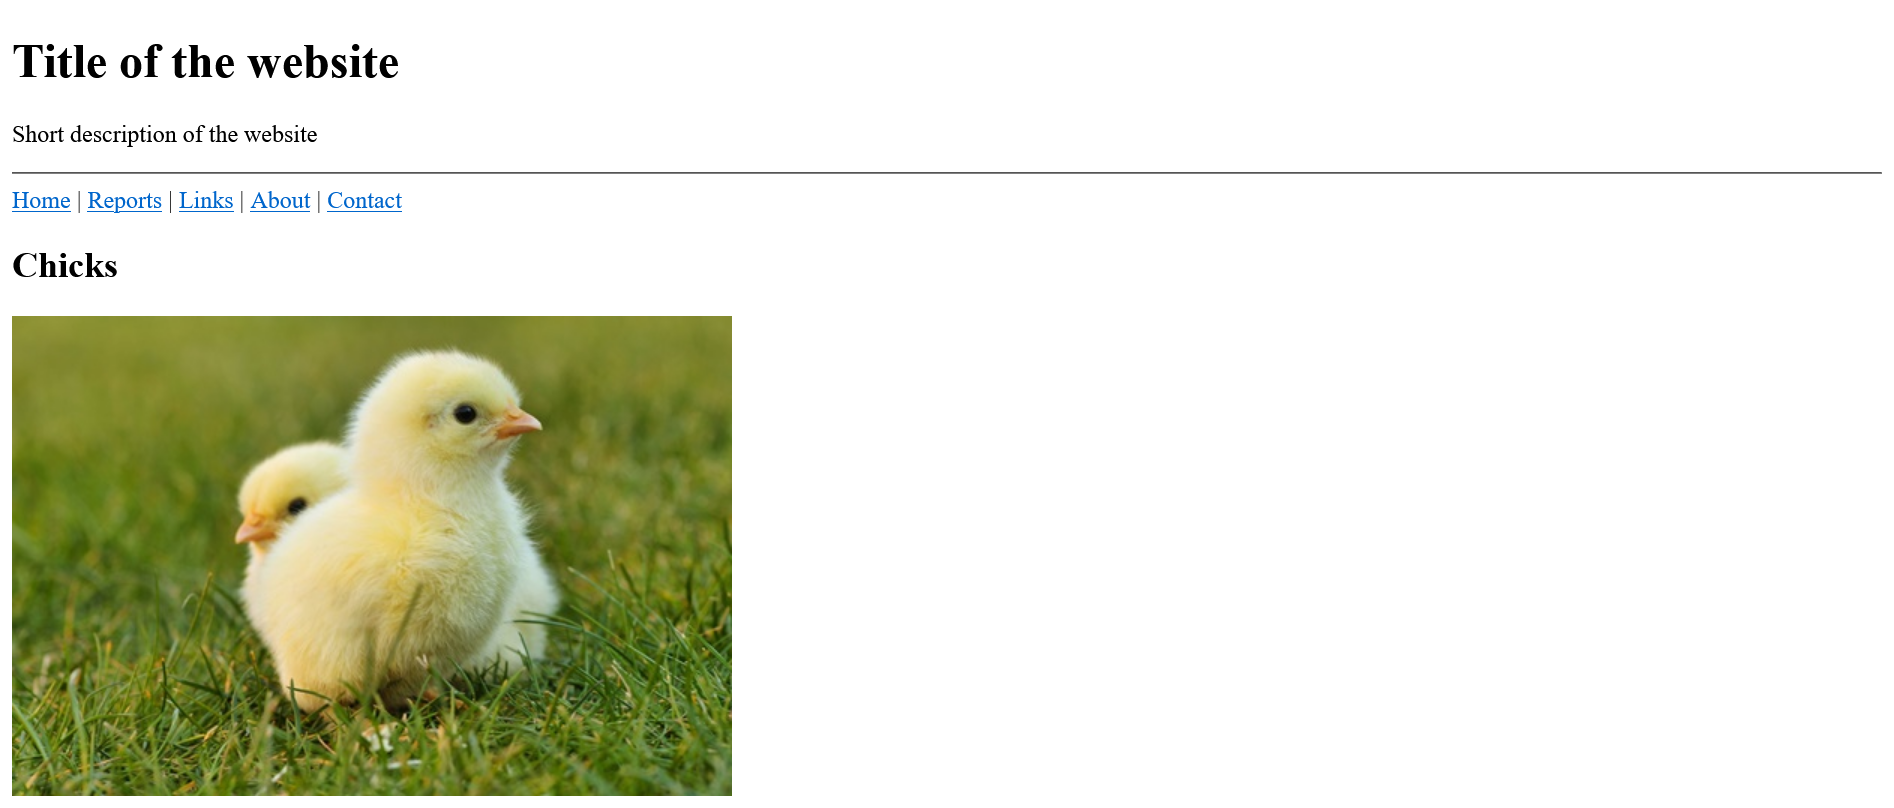 Title of the website
Short description of the website
Home | Reports | Links | About | Contact
Chicks